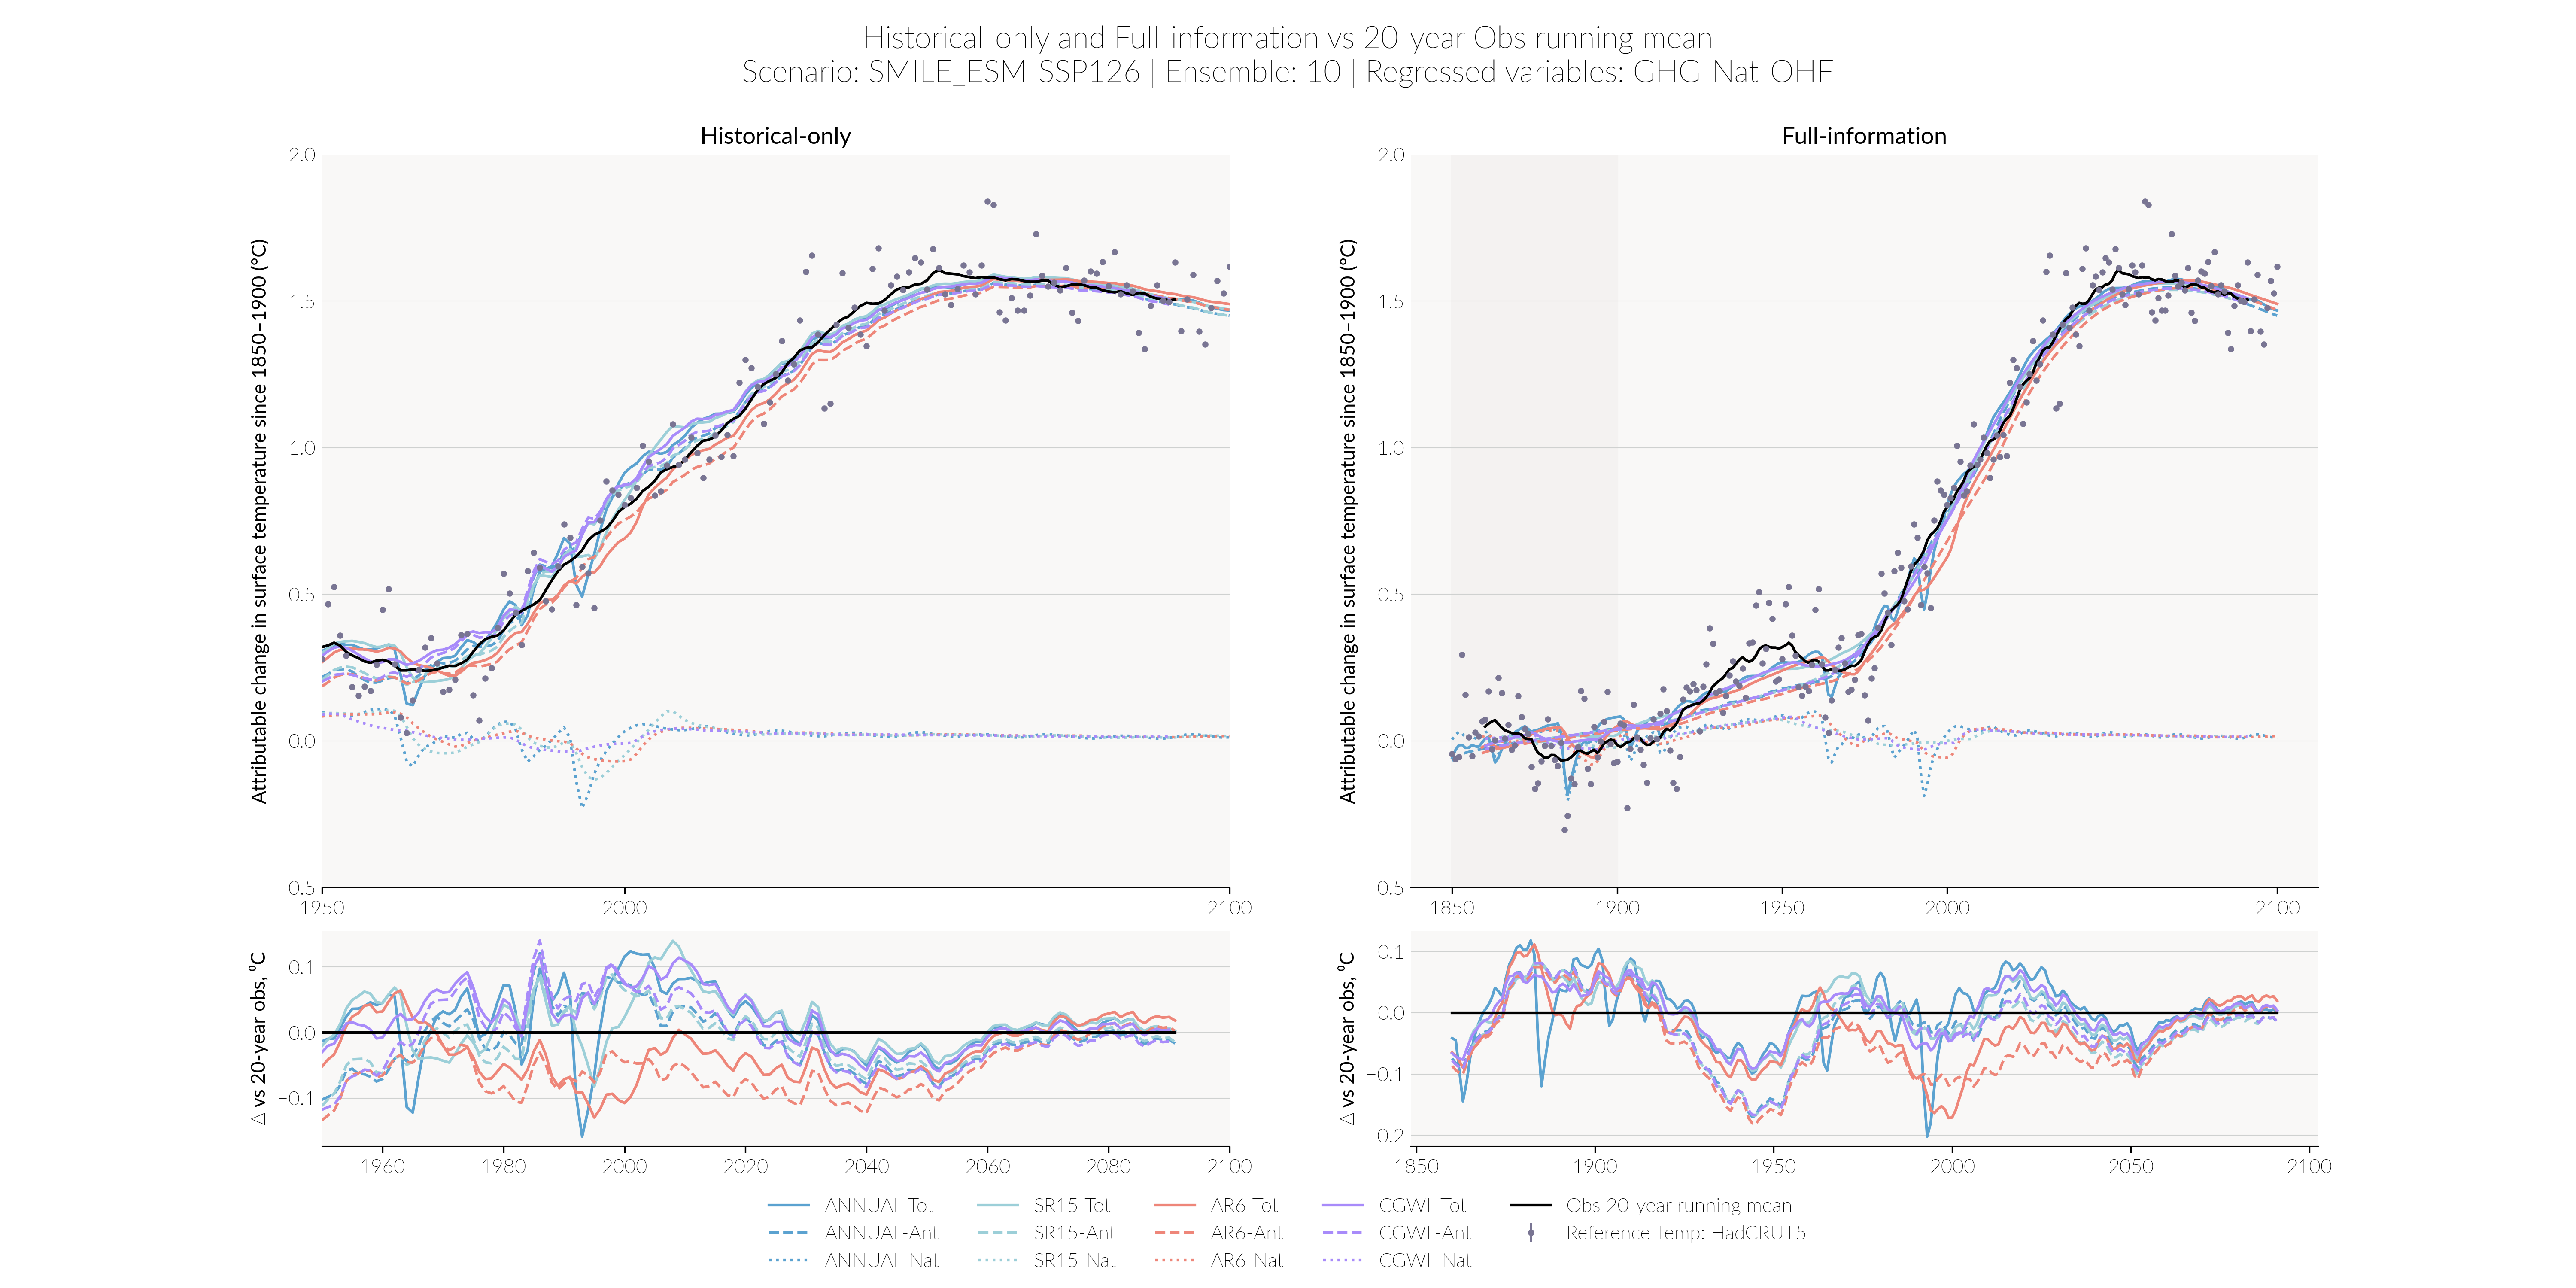 Historical-only and Full-information vs 20-year Obs running mean
Scenario: SMILE_ESM-SSP126 | Ensemble: 10 | Regressed variables: GHG-Nat-OHF
Historical-only
Attributable change in surface temperature since 1850–1900 (°C)
2.0
1.5
1.0
0.5
0.0
−0.5
1950
2000
2100
Full-information
Attributable change in surface temperature since 1850–1900 (°C)
2.0
1.5
1.0
0.5
0.0
−0.5
1850
1900
1950
2000
2100
Δ vs 20-year obs, °C
0.1
0.0
−0.1
1960
1980
2000
2020
2040
2060
2080
2100
Δ vs 20-year obs, °C
0.1
0.0
−0.1
−0.2
1850
1900
1950
2000
2050
2100
ANNUAL-Tot
ANNUAL-Ant
ANNUAL-Nat
SR15-Tot
SR15-Ant
SR15-Nat
AR6-Tot
AR6-Ant
AR6-Nat
CGWL-Tot
CGWL-Ant
CGWL-Nat
Obs 20-year running mean
Reference Temp: HadCRUT5